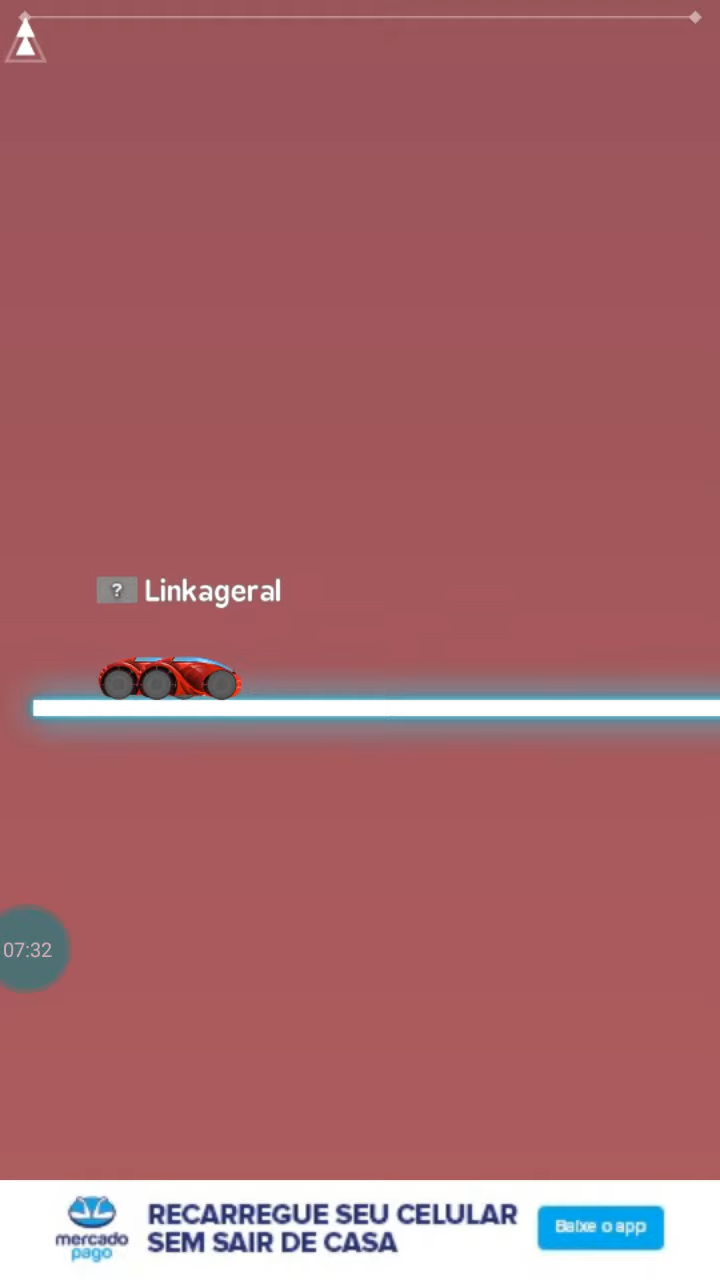 ? Linkageral
07:32
RECARREGUE SEU CELULAR
SEM SAIR DE CASA
mercado
pago
Baixe o app